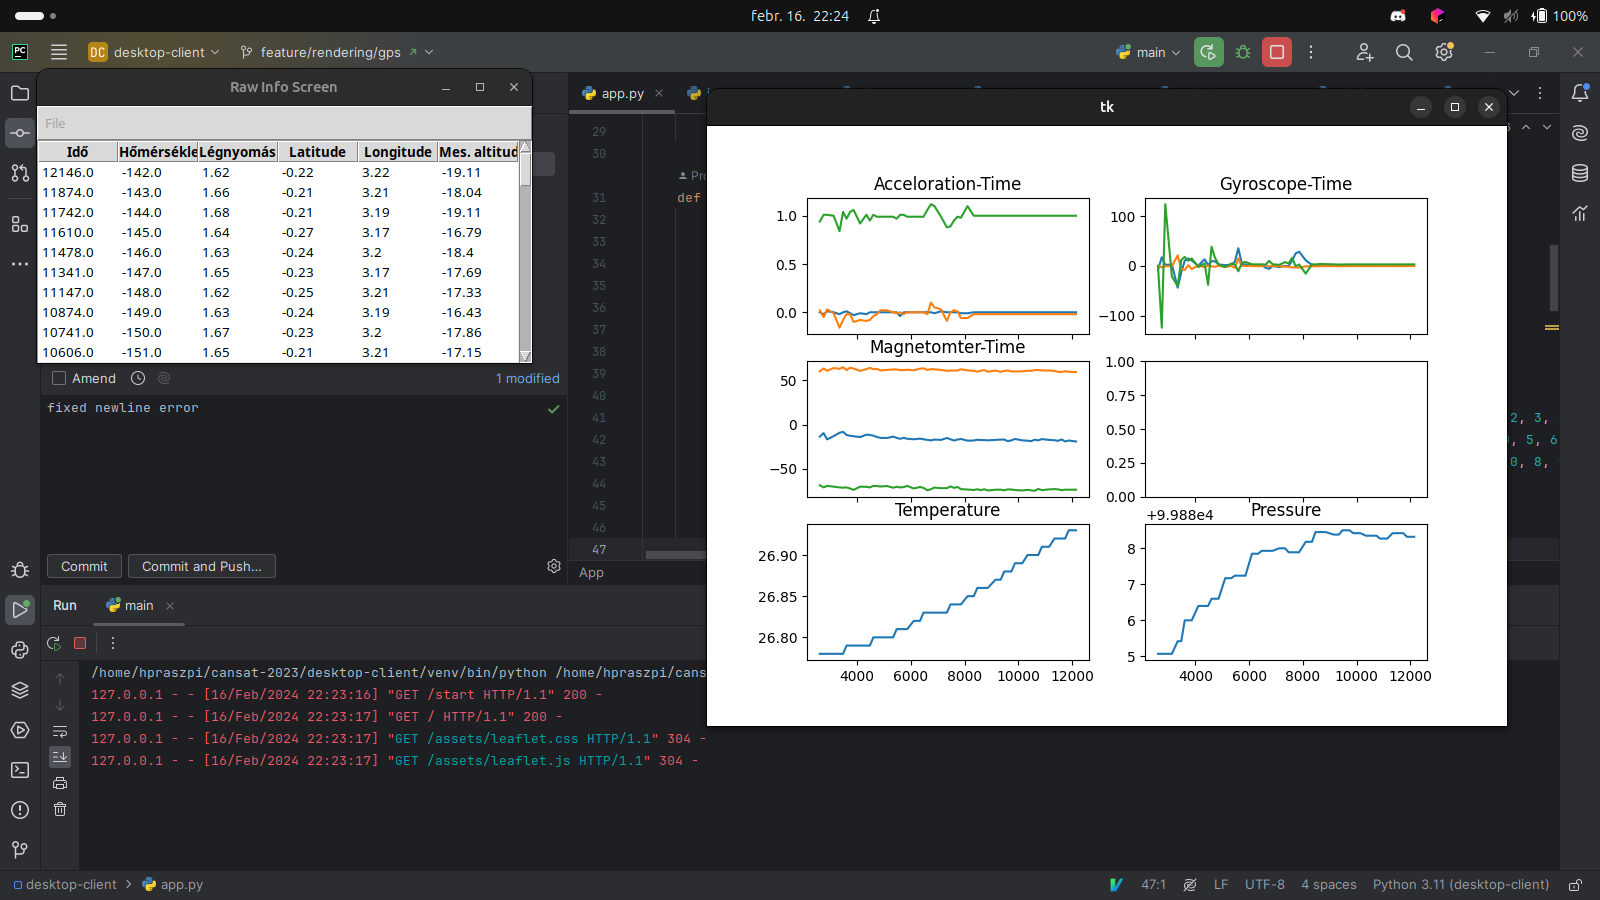 febr. 16. 22:24
100%
PC
DC desktop-client
feature/rendering/gps
main
Raw Info Screen
File
Idő Hőmérsékle Légnyomás Latitude Longitude Mes. altitud
12146.0 -142.0 1.62 -0.22 3.22 -19.11
11874.0 -143.0 1.66 -0.21 3.21 -18.04
11742.0 -144.0 1.68 -0.21 3.19 -19.11
11610.0 -145.0 1.64 -0.27 3.17 -16.79
11478.0 -146.0 1.63 -0.24 3.2 -18.4
11341.0 -147.0 1.65 -0.23 3.17 -17.69
11147.0 -148.0 1.62 -0.25 3.21 -17.33
10874.0 -149.0 1.63 -0.24 3.19 -16.43
10741.0 -150.0 1.67 -0.23 3.2 -17.86
10606.0 -151.0 1.65 -0.21 3.21 -17.15
Amend
1 modified
fixed newline error
Commit
Commit and Push...
app.py
29
30
Pro
31 def
32
33
34
35
36
37
38
39
40
41
42
43
44
45
46
47
App
2, 3,
, 5, 6
0, 8,
tk
Acceloration-Time
1.0
0.5
0.0
Gyroscope-Time
100
0
−100
Magnetomter-Time
50
0
−50
1.00
0.75
0.50
0.25
0.00
Temperature
26.90
26.85
26.80
4000 6000 8000 10000 12000
+9.988e4
Pressure
8
7
6
5
4000 6000 8000 10000 12000
Run
main
/home/hpraszpi/cansat-2023/desktop-client/venv/bin/python /home/hpraszpi/cans
127.0.0.1 - - [16/Feb/2024 22:23:16] "GET /start HTTP/1.1" 200 -
127.0.0.1 - - [16/Feb/2024 22:23:17] "GET / HTTP/1.1" 200 -
127.0.0.1 - - [16/Feb/2024 22:23:17] "GET /assets/leaflet.css HTTP/1.1" 304 -
127.0.0.1 - - [16/Feb/2024 22:23:17] "GET /assets/leaflet.js HTTP/1.1" 304 -
desktop-client
app.py
47:1
LF
UTF-8
4 spaces
Python 3.11 (desktop-client)